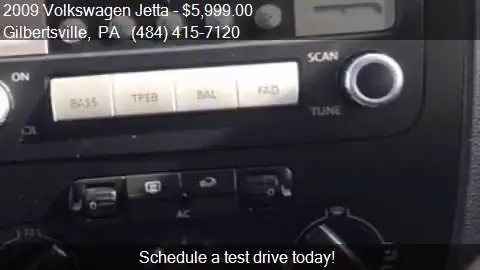 2009 Volkswagen Jetta - $5,999.00
Gilbertsville, PA (484) 415-7120
SCAN
ON
BASS TREB BAL FAD
TUNE
AC
Schedule a test drive today!